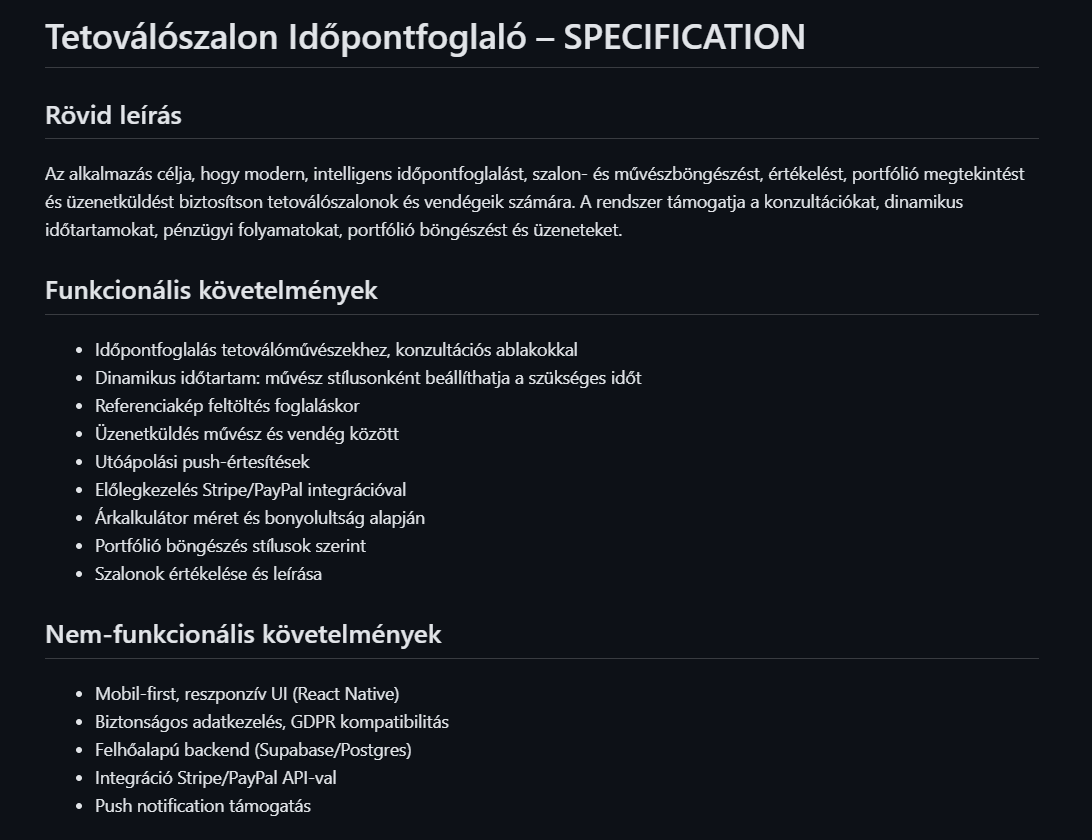 Tetoválószalon Időpontfoglaló – SPECIFICATION
Rövid leírás
Az alkalmazás célja, hogy modern, intelligens időpontfoglalást, szalon- és művészböngészést, értékelést, portfólió megtekintést
és üzenetküldést biztosítson tetoválószalonok és vendégeik számára. A rendszer támogatja a konzultációkat, dinamikus
időtartamokat, pénzügyi folyamatokat, portfólió böngészést és üzeneteket.
Funkcionális követelmények
• Időpontfoglalás tetoválóművészekhez, konzultációs ablakokkal
• Dinamikus időtartam: művész stílusonként beállíthatja a szükséges időt
• Referenciakép feltöltés foglaláskor
• Üzenetküldés művész és vendég között
• Utóápolási push-értesítések
• Előlegkezelés Stripe/PayPal integrációval
• Árkalkulátor méret és bonyolultság alapján
• Portfólió böngészés stílusok szerint
• Szalonok értékelése és leírása
Nem-funkcionális követelmények
• Mobil-first, reszponzív UI (React Native)
• Biztonságos adatkezelés, GDPR kompatibilitás
• Felhőalapú backend (Supabase/Postgres)
• Integráció Stripe/PayPal API-val
• Push notification támogatás